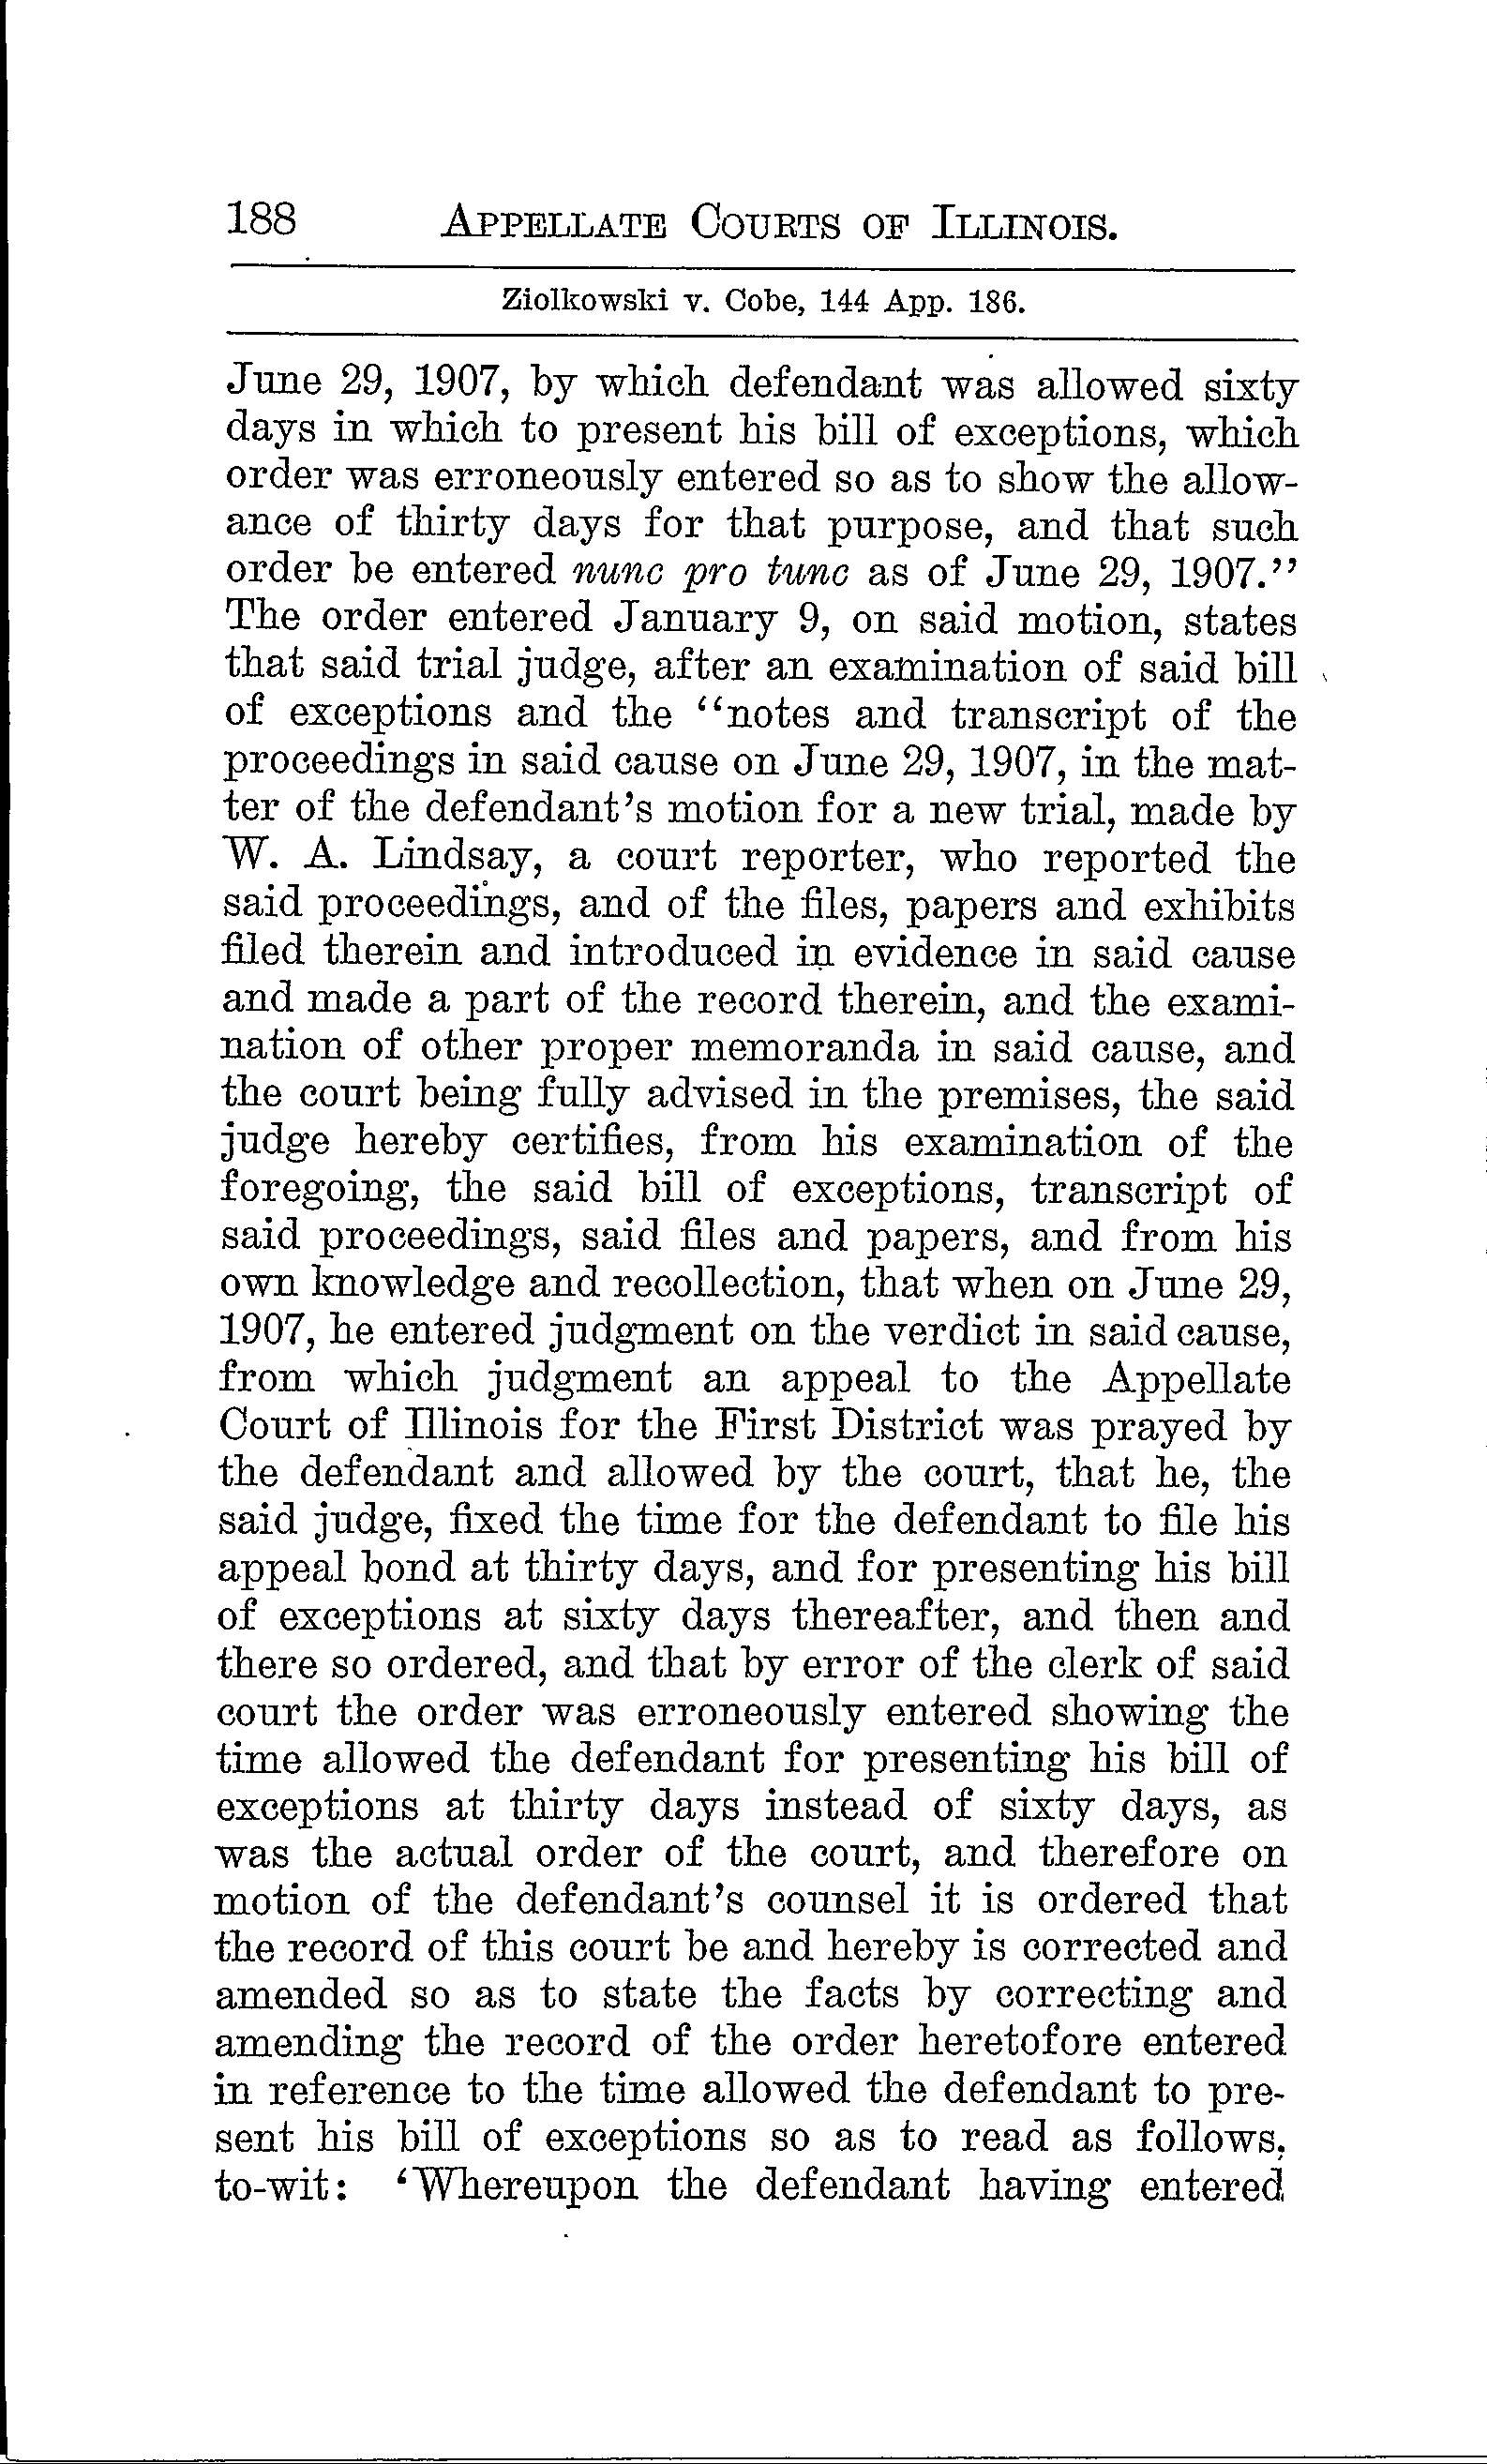 188 APPELLATE COURTS OF ILLINOIS.
Ziolkowski v. Cobe, 144 App. 186.
June 29, 1907, by which defendant was allowed sixty
days in which to present his bill of exceptions, which
order was erroneously entered so as to show the allow-
ance of thirty days for that purpose, and that such
order be entered nunc pro tunc as of June 29, 1907.”
The order entered January 9, on said motion, states
that said trial judge, after an examination of said bill
of exceptions and the “notes and transcript of the
proceedings in said cause on June 29, 1907, in the mat-
ter of the defendant’s motion for a new trial, made by
W. A. Lindsay, a court reporter, who reported the
said proceedings, and of the files, papers and exhibits
filed therein and introduced in evidence in said cause
and made a part of the record therein, and the exami-
nation of other proper memoranda in said cause, and
the court being fully advised in the premises, the said
judge hereby certifies, from his examination of the
foregoing, the said bill of exceptions, transcript of
said proceedings, said files and papers, and from his
own knowledge and recollection, that when on June 29,
1907, he entered judgment on the verdict in said cause,
from which judgment an appeal to the Appellate
Court of Illinois for the First District was prayed by
the defendant and allowed by the court, that he, the
said judge, fixed the time for the defendant to file his
appeal bond at thirty days, and for presenting his bill
of exceptions at sixty days thereafter, and then and
there so ordered, and that by error of the clerk of said
court the order was erroneously entered showing the
time allowed the defendant for presenting his bill of
exceptions at thirty days instead of sixty days, as
was the actual order of the court, and therefore on
motion of the defendant’s counsel it is ordered that
the record of this court be and hereby is corrected and
amended so as to state the facts by correcting and
amending the record of the order heretofore entered
in reference to the time allowed the defendant to pre-
sent his bill of exceptions so as to read as follows,
to-wit: ‘Whereupon the defendant having entered